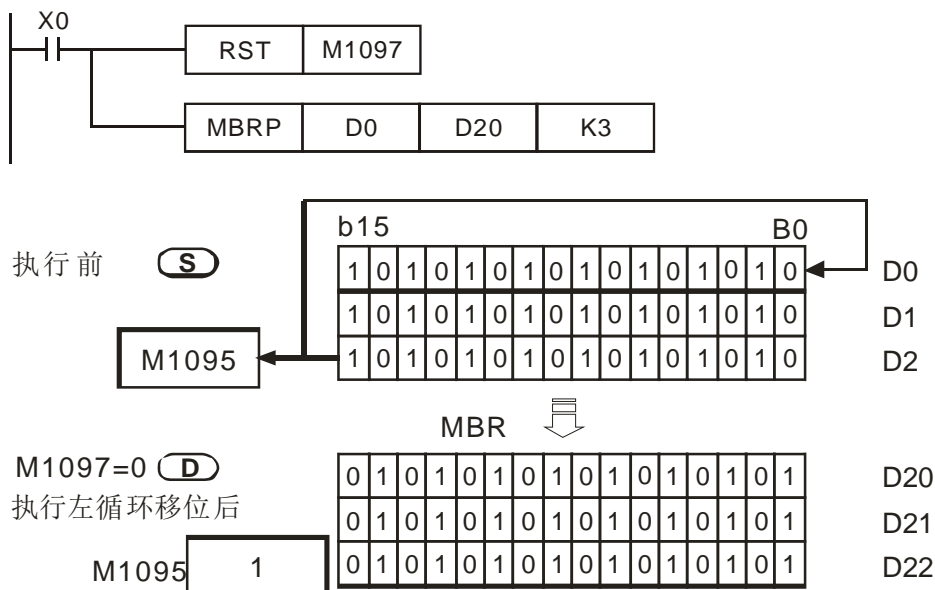 X0
RST M1097
MBRP D0 D20 K3
b15 B0
执行前 S 1 0 1 0 1 0 1 0 1 0 1 0 1 0 1 0 D0
1 0 1 0 1 0 1 0 1 0 1 0 1 0 1 0 D1
M1095 1 0 1 0 1 0 1 0 1 0 1 0 1 0 1 0 D2
MBR
M1097=0 D 0 1 0 1 0 1 0 1 0 1 0 1 0 1 0 1 D20
执行左循环移位后 0 1 0 1 0 1 0 1 0 1 0 1 0 1 0 1 D21
M1095 1 0 1 0 1 0 1 0 1 0 1 0 1 0 1 0 1 D22